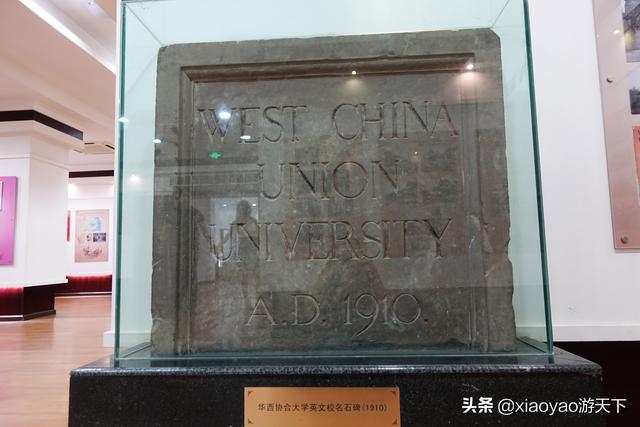 WEST CHINA
UNION
UNIVERSITY
A.D. 1910.
华西协合大学英文校名石碑(1910)
头条 @xiaoyao游天下